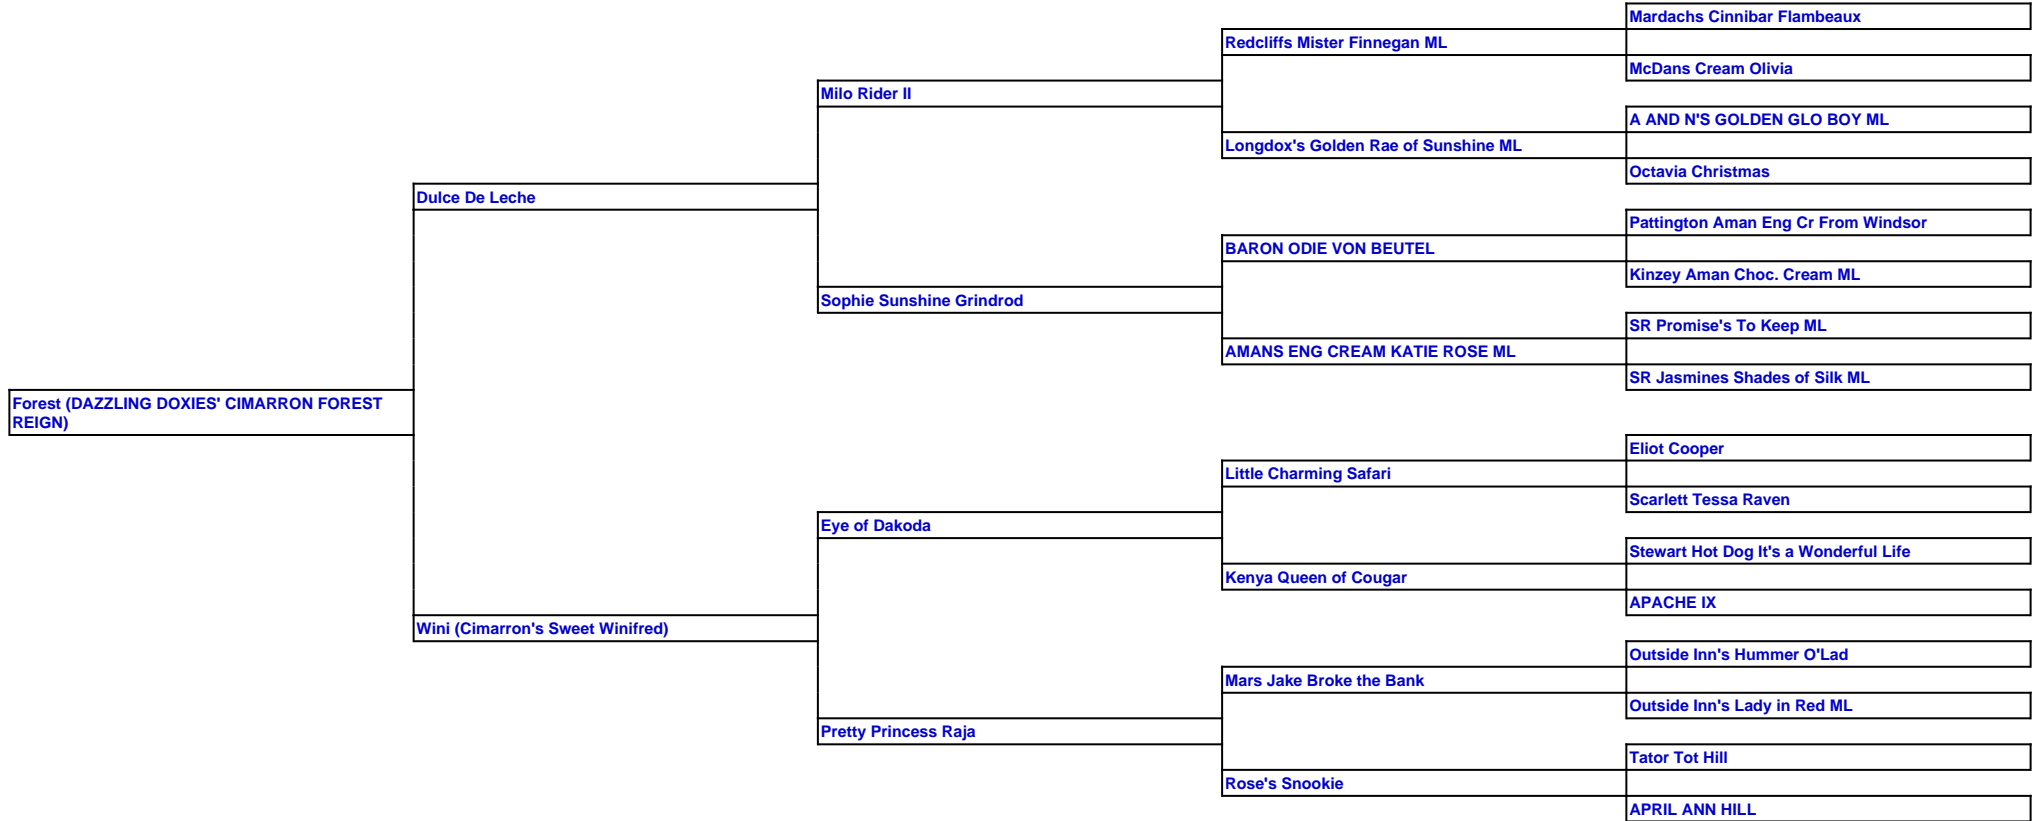 Mardachs Cinnibar Flambeaux
Redcliffs Mister Finnegan ML
McDans Cream Olivia
Milo Rider II
A AND N'S GOLDEN GLO BOY ML
Longdox's Golden Rae of Sunshine ML
Octavia Christmas
Dulce De Leche
Pattington Aman Eng Cr From Windsor
BARON ODIE VON BEUTEL
Kinzey Aman Choc. Cream ML
Sophie Sunshine Grindrod
SR Promise's To Keep ML
AMANS ENG CREAM KATIE ROSE ML
SR Jasmines Shades of Silk ML
Forest (DAZZLING DOXIES' CIMARRON FOREST
REIGN)
Eliot Cooper
Little Charming Safari
Scarlett Tessa Raven
Eye of Dakoda
Stewart Hot Dog It's a Wonderful Life
Kenya Queen of Cougar
APACHE IX
Wini (Cimarron's Sweet Winifred)
Outside Inn's Hummer O'Lad
Mars Jake Broke the Bank
Outside Inn's Lady in Red ML
Pretty Princess Raja
Tator Tot Hill
Rose's Snookie
APRIL ANN HILL